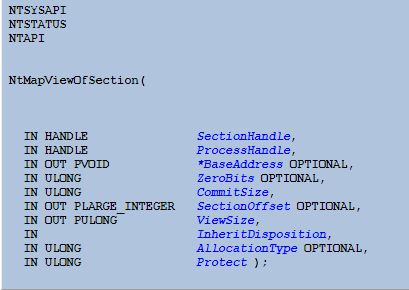 NTSYSAPI
NTSTATUS
NTAPI
NtMapViewOfSection(
IN HANDLE SectionHandle,
IN HANDLE ProcessHandle,
IN OUT PVOID *BaseAddress OPTIONAL,
IN ULONG ZeroBits OPTIONAL,
IN ULONG CommitSize,
IN OUT PLARGE_INTEGER SectionOffset OPTIONAL,
IN OUT PULONG ViewSize,
IN InheritDisposition,
IN ULONG AllocationType OPTIONAL,
IN ULONG Protect );